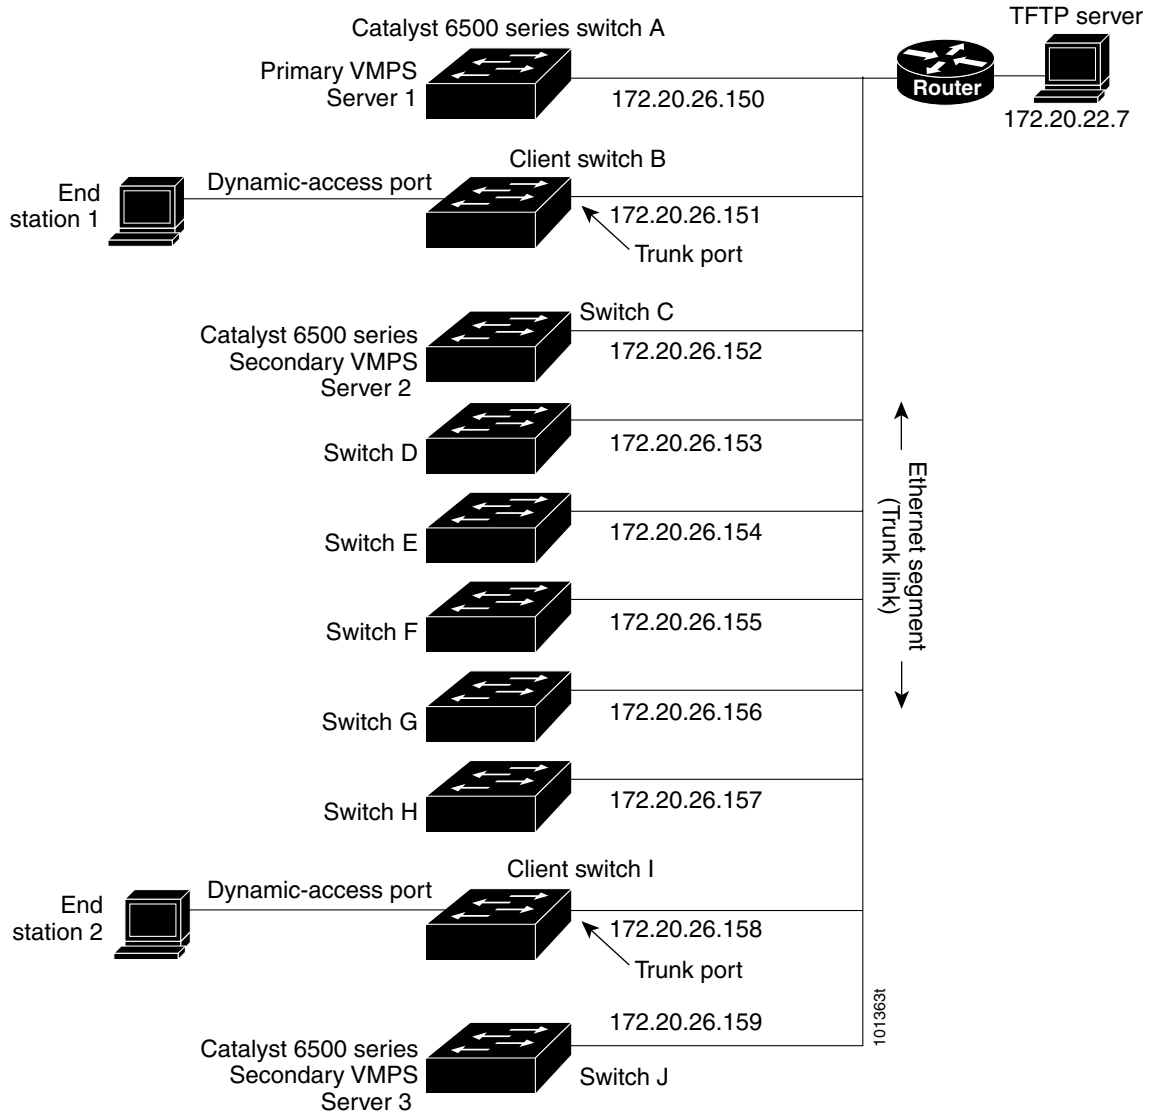 TFTP server
Catalyst 6500 series switch A
Primary VMPS
Server 1
172.20.26.150
Router
172.20.22.7
Client switch B
End
station 1
Dynamic-access port
172.20.26.151
Trunk port
Switch C
Catalyst 6500 series
Secondary VMPS
Server 2
172.20.26.152
Switch D
172.20.26.153
Switch E
172.20.26.154
Ethernet segment
(Trunk link)
Switch F
172.20.26.155
Switch G
172.20.26.156
Switch H
172.20.26.157
Client switch I
End
station 2
Dynamic-access port
172.20.26.158
Trunk port
172.20.26.159
Catalyst 6500 series
Secondary VMPS
Server 3
Switch J
101363t